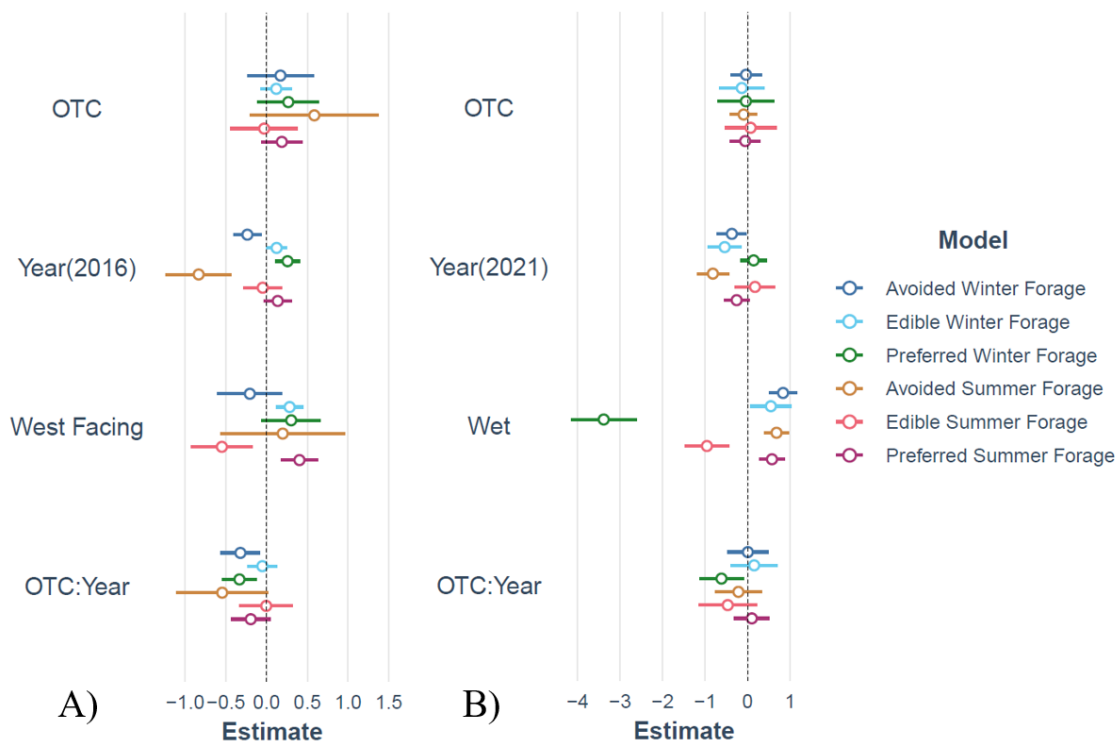 OTC
Year(2016)
West Facing
OTC:Year
−1.0 −0.5 0.0 0.5 1.0 1.5
Estimate
A)
OTC
Year(2021)
Wet
OTC:Year
−4 −3 −2 −1 0 1
Estimate
B)
Model
Avoided Winter Forage
Edible Winter Forage
Preferred Winter Forage
Avoided Summer Forage
Edible Summer Forage
Preferred Summer Forage